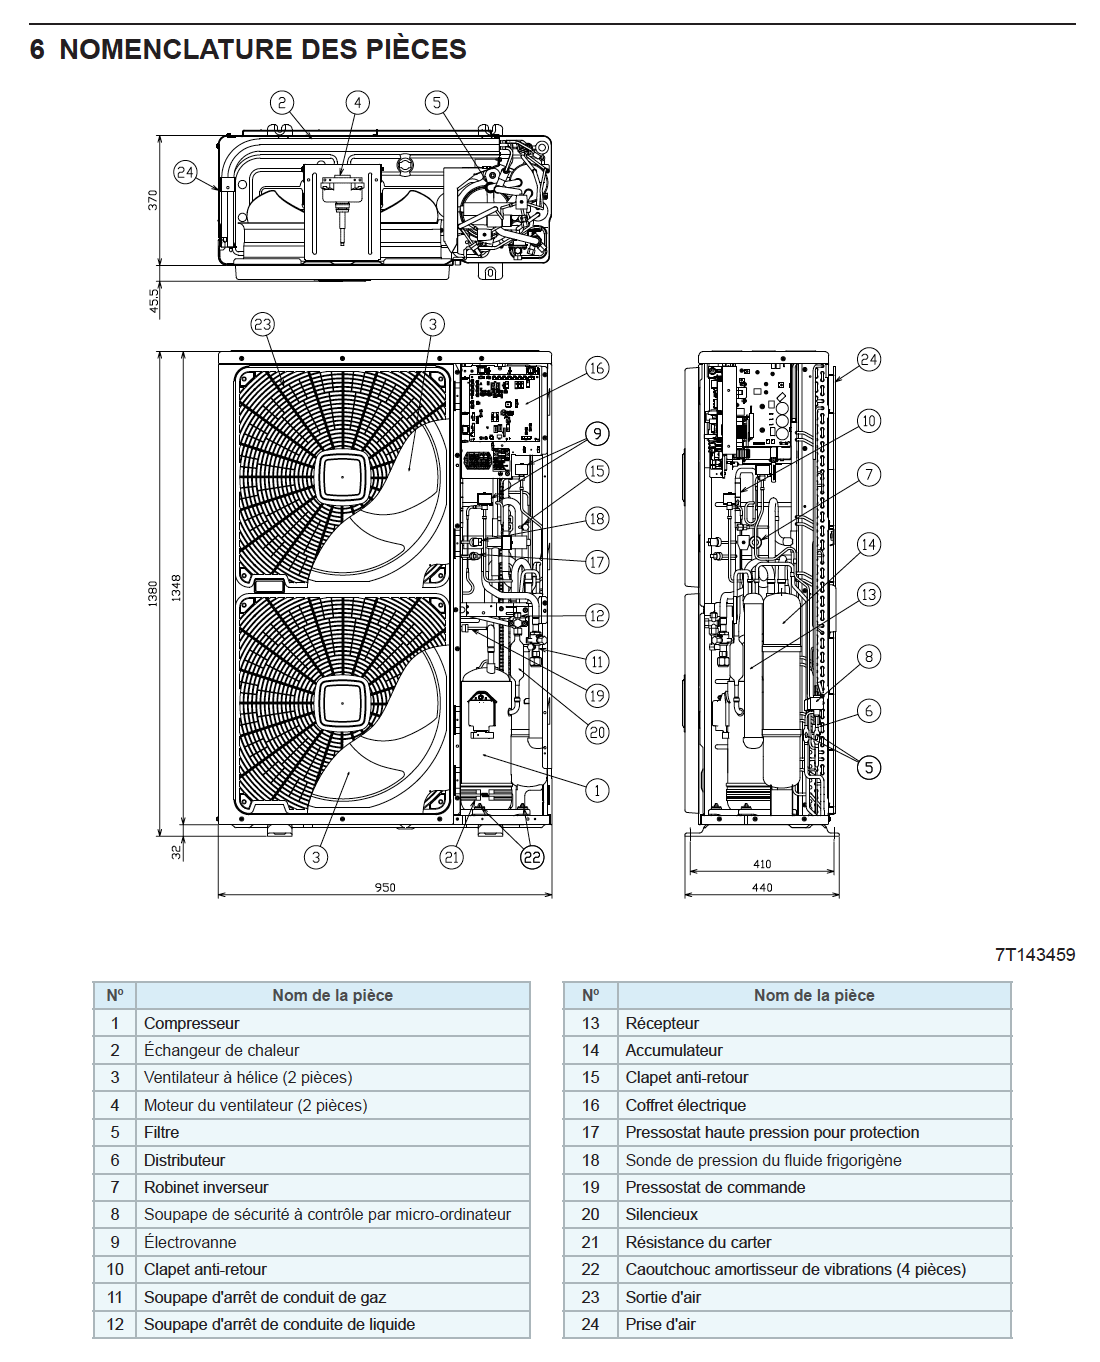 6 NOMENCLATURE DES PIÈCES
2 4 5
24
370
45.5
23 3
16
9
15
18
17
12
11
19
20
1
1380
1348
32
3 21 22
950
24
10
7
14
13
8
6
5
410
440
7T143459
Nº Nom de la pièce
1 Compresseur
2 Échangeur de chaleur
3 Ventilateur à hélice (2 pièces)
4 Moteur du ventilateur (2 pièces)
5 Filtre
6 Distributeur
7 Robinet inverseur
8 Soupape de sécurité à contrôle par micro-ordinateur
9 Électrovanne
10 Clapet anti-retour
11 Soupape d'arrêt de conduit de gaz
12 Soupape d'arrêt de conduite de liquide
Nº Nom de la pièce
13 Récepteur
14 Accumulateur
15 Clapet anti-retour
16 Coffret électrique
17 Pressostat haute pression pour protection
18 Sonde de pression du fluide frigorigène
19 Pressostat de commande
20 Silencieux
21 Résistance du carter
22 Caoutchouc amortisseur de vibrations (4 pièces)
23 Sortie d'air
24 Prise d'air